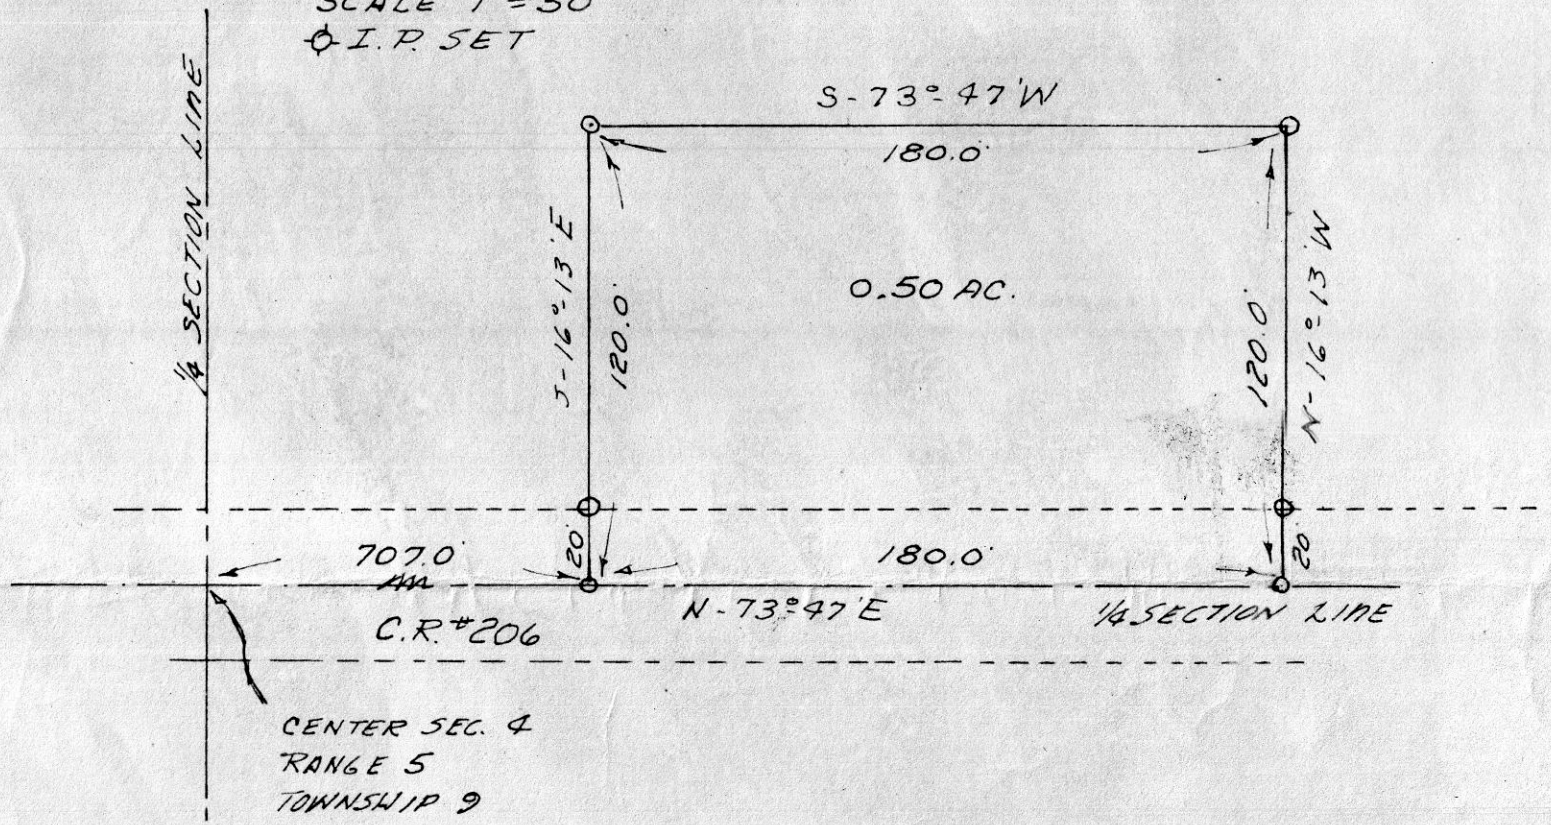 SCALE 1"=30'
I.P. SET
1/4 SECTION LINE
S-73°-47'W
180.0'
S-16°-13'E
120.0'
0.50 AC.
120.0'
N-16°-13'W
707.0'
20'
180.0'
20'
C.R.#206
N-73°-47'E
1/4 SECTION LINE
CENTER SEC. 4
RANGE 5
TOWNSHIP 9